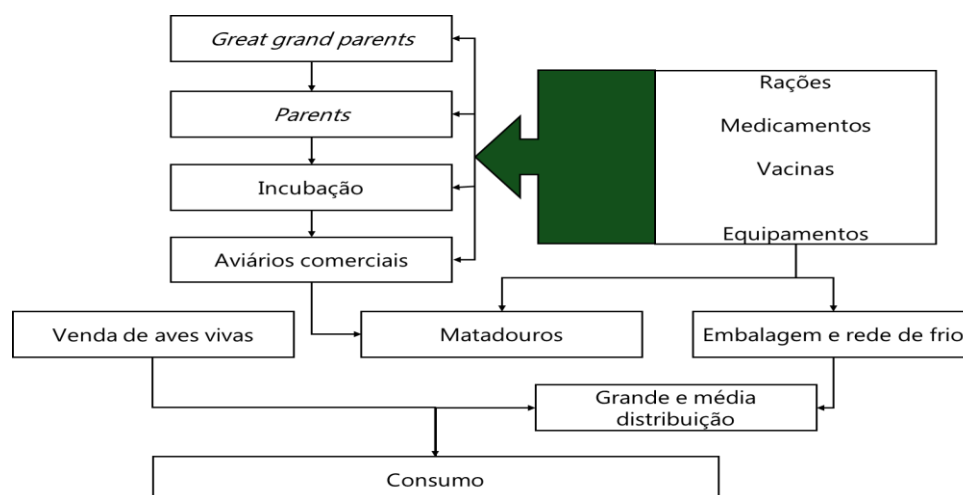 Great grand parents
Rações
Parents
Medicamentos
Vacinas
Incubação
Equipamentos
Aviários comerciais
Venda de aves vivas
Matadouros
Embalagem e rede de frio
Grande e média
distribuição
Consumo